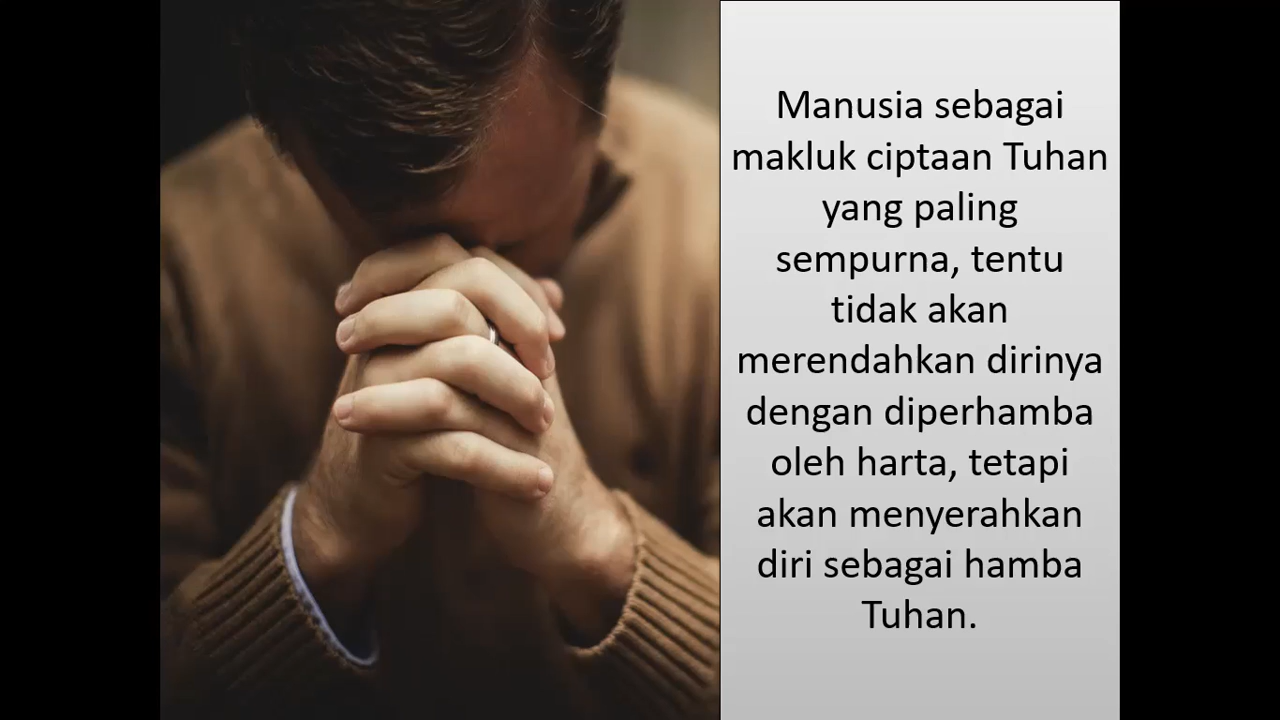 Manusia sebagai
makluk ciptaan Tuhan
yang paling
sempurna, tentu
tidak akan
merendahkan dirinya
dengan diperhamba
oleh harta, tetapi
akan menyerahkan
diri sebagai hamba
Tuhan.